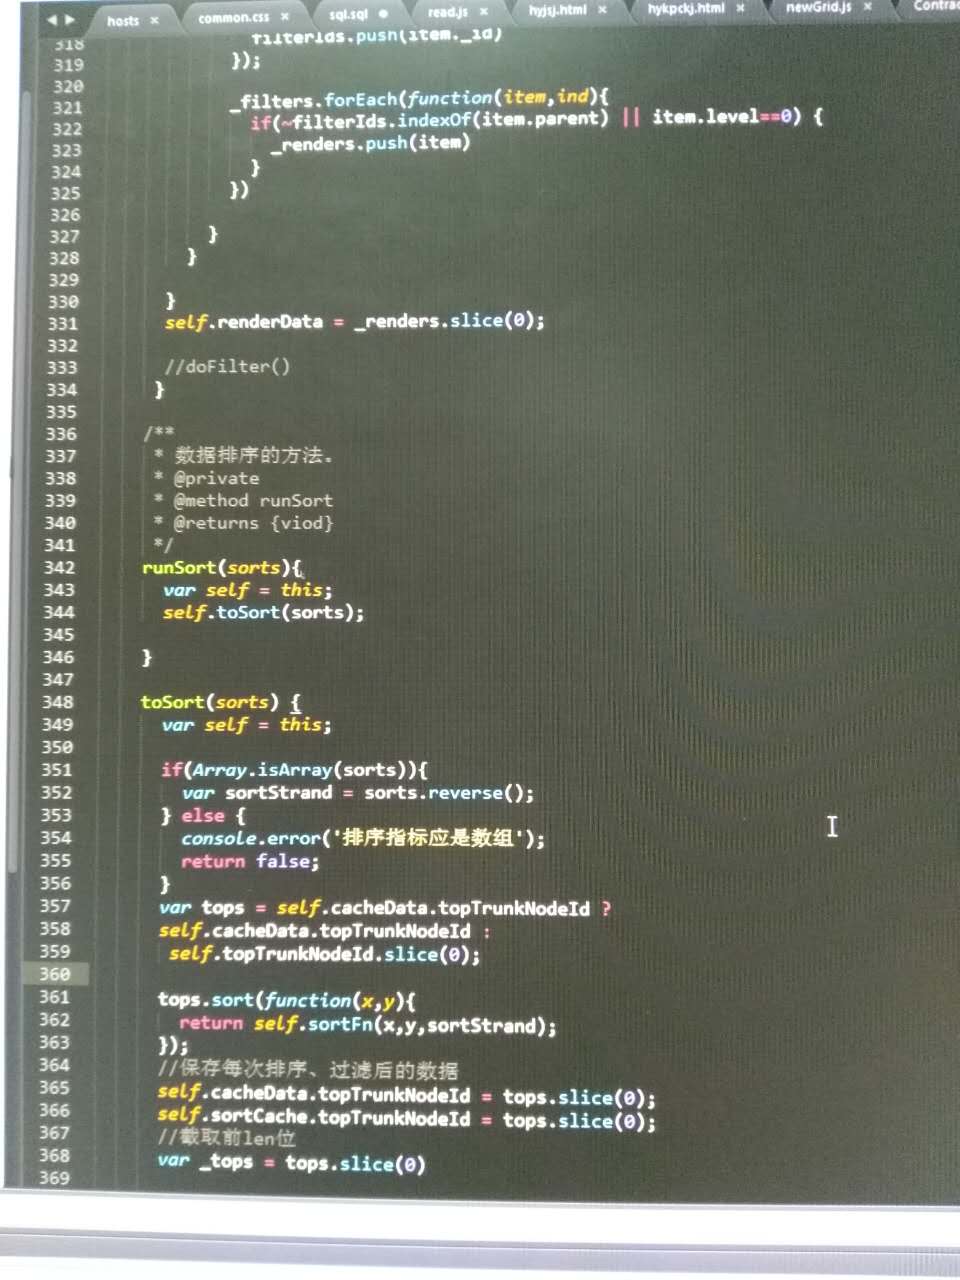 hosts × common.css × sql.sql ● read.js × hyjsj.html × hykpckj.html × newGrid.js × Contrac
318 filterIds.push(item._id)
319 });
320
321 _filters.forEach(function(item,ind){
322 if(~filterIds.indexOf(item.parent) || item.level==0) {
323 _renders.push(item)
324 }
325 })
326
327 }
328 }
329
330 }
331 self.renderData = _renders.slice(0);
332
333 //doFilter()
334 }
335
336 /**
337 * 数据排序的方法。
338 * @private
339 * @method runSort
340 * @returns {viod}
341 */
342 runSort(sorts){
343 var self = this;
344 self.toSort(sorts);
345
346 }
347
348 toSort(sorts) {
349 var self = this;
350
351 if(Array.isArray(sorts)){
352 var sortStrand = sorts.reverse();
353 } else {
354 console.error('排序指标应是数组');
355 return false;
356 }
357 var tops = self.cacheData.topTrunkNodeId ?
358 self.cacheData.topTrunkNodeId :
359 self.topTrunkNodeId.slice(0);
360
361 tops.sort(function(x,y){
362 return self.sortFn(x,y,sortStrand);
363 });
364 //保存每次排序、过滤后的数据
365 self.cacheData.topTrunkNodeId = tops.slice(0);
366 self.sortCache.topTrunkNodeId = tops.slice(0);
367 //截取前len位
368 var _tops = tops.slice(0)
369